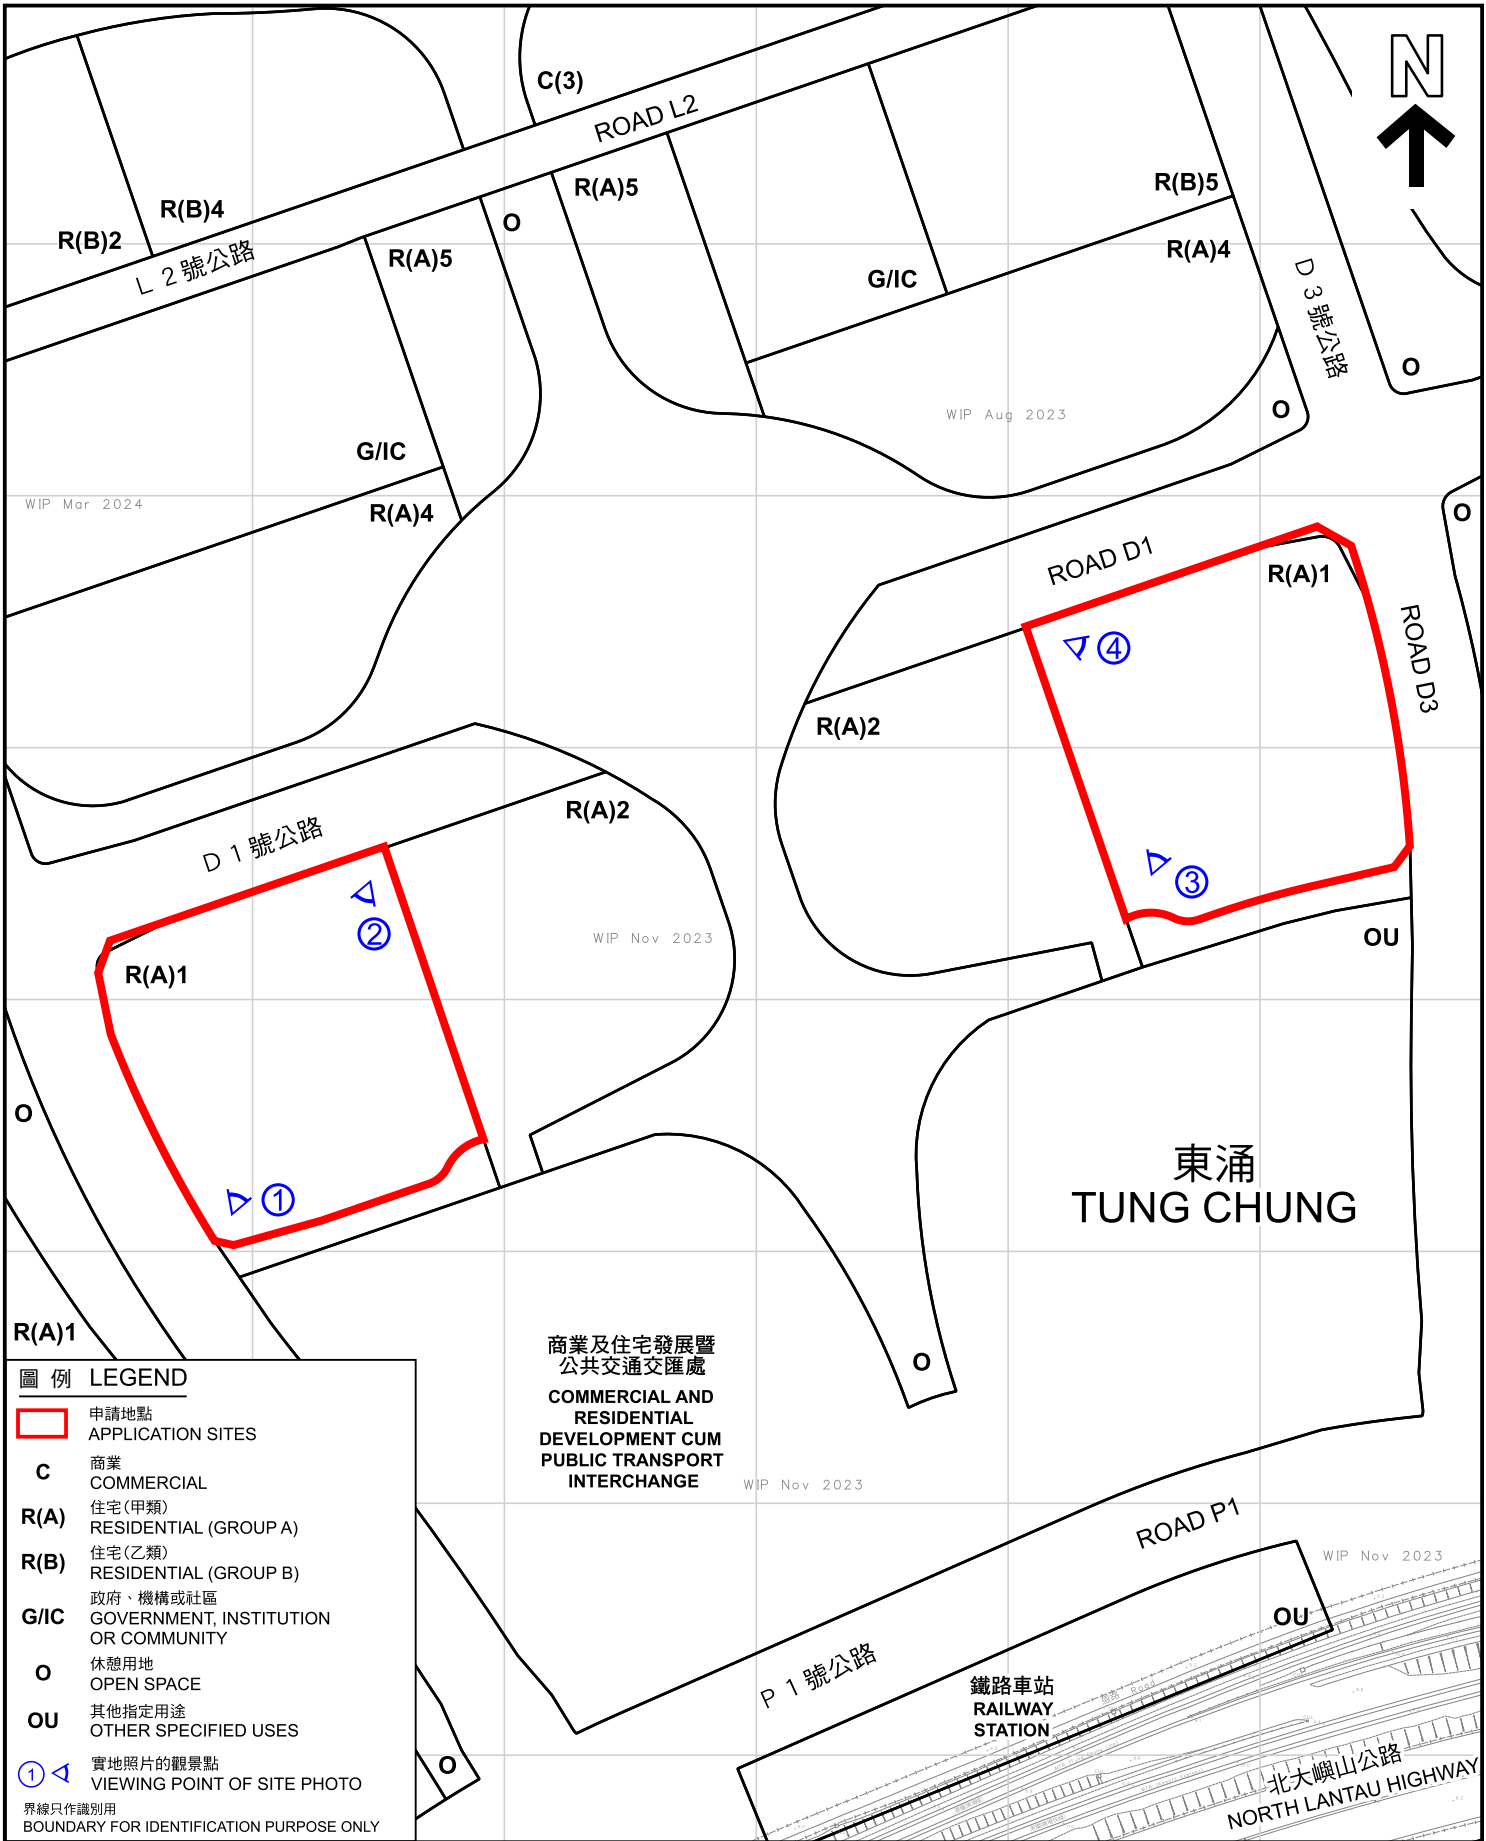 N
C(3)
ROAD L2
R(A)5
R(B)5
R(B)4
R(B)2
O
R(A)5
R(A)4
L 2 號公路
G/IC
D 3 號公路
O
O
WIP Aug 2023
G/IC
WIP Mar 2024
R(A)4
O
ROAD D1
R(A)1
ROAD D3
④
R(A)2
R(A)2
D 1 號公路
③
②
WIP Nov 2023
OU
R(A)1
O
東涌
TUNG CHUNG
①
R(A)1
商業及住宅發展暨
公共交通交匯處
COMMERCIAL AND
RESIDENTIAL
DEVELOPMENT CUM
PUBLIC TRANSPORT
INTERCHANGE
O
WIP Nov 2023
ROAD P1
WIP Nov 2023
OU
P 1 號公路
鐵路車站
RAILWAY
STATION
O
北大嶼山公路
NORTH LANTAU HIGHWAY
圖 例 LEGEND
申請地點
APPLICATION SITES
C 商業
COMMERCIAL
R(A) 住宅(甲類)
RESIDENTIAL (GROUP A)
R(B) 住宅(乙類)
RESIDENTIAL (GROUP B)
G/IC 政府、機構或社區
GOVERNMENT, INSTITUTION
OR COMMUNITY
O 休憩用地
OPEN SPACE
OU 其他指定用途
OTHER SPECIFIED USES
① 實地照片的觀景點
VIEWING POINT OF SITE PHOTO
界線只作識別用
BOUNDARY FOR IDENTIFICATION PURPOSE ONLY